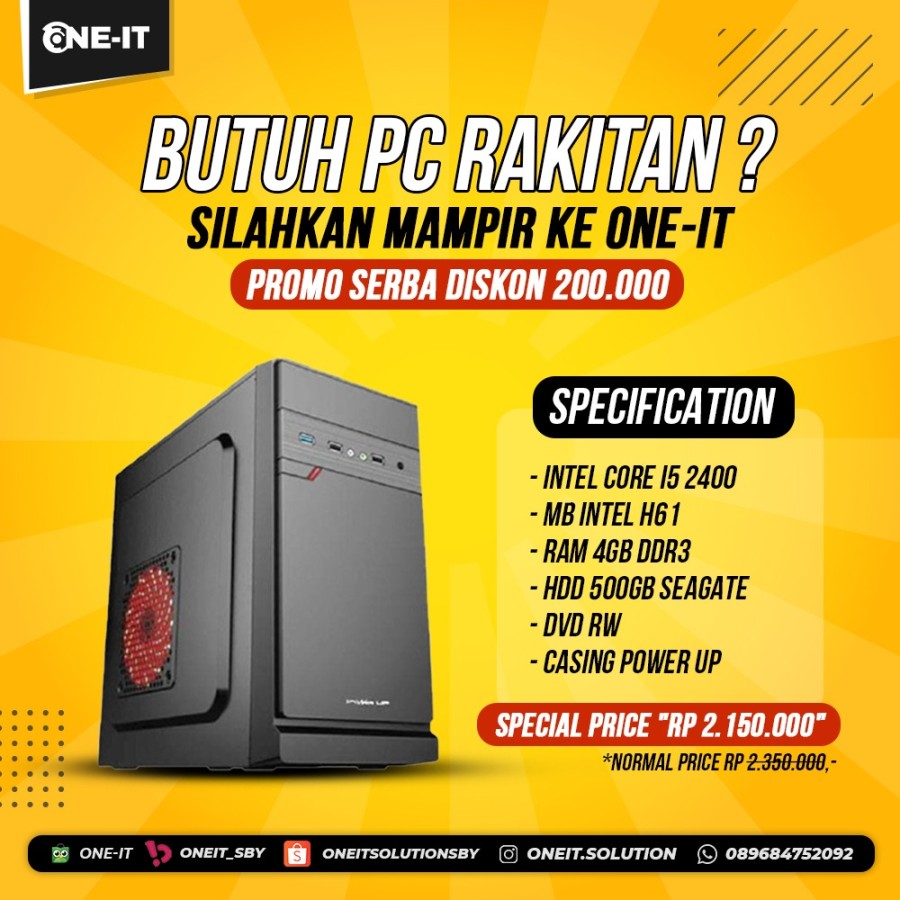 ONE-IT
BUTUH PC RAKITAN ?
SILAHKAN MAMPIR KE ONE-IT
PROMO SERBA DISKON 200.000
SPECIFICATION
- INTEL CORE I5 2400
- MB INTEL H61
- RAM 4GB DDR3
- HDD 500GB SEAGATE
- DVD RW
- CASING POWER UP
POWER UP
SPECIAL PRICE "RP 2.150.000"
*NORMAL PRICE RP 2.350.000,-
ONE-IT ONEIT_SBY ONEITSOLUTIONSBY ONEIT.SOLUTION 089684752092